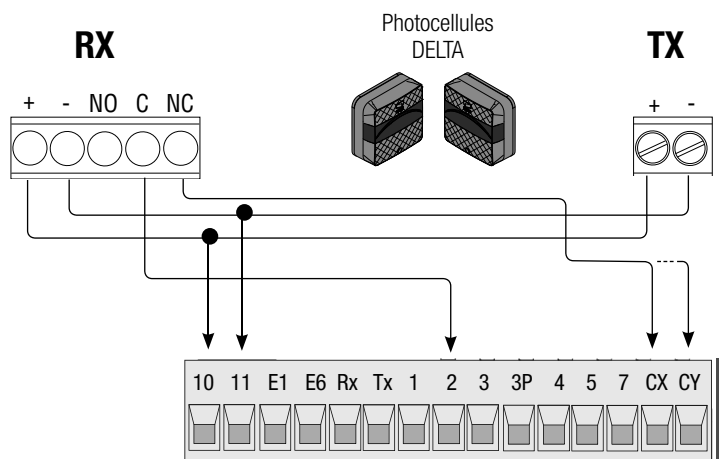 Photocellules
DELTA
RX
TX
+ - NO C NC
+ -
10 11 E1 E6 Rx Tx 1 2 3 3P 4 5 7 CX CY